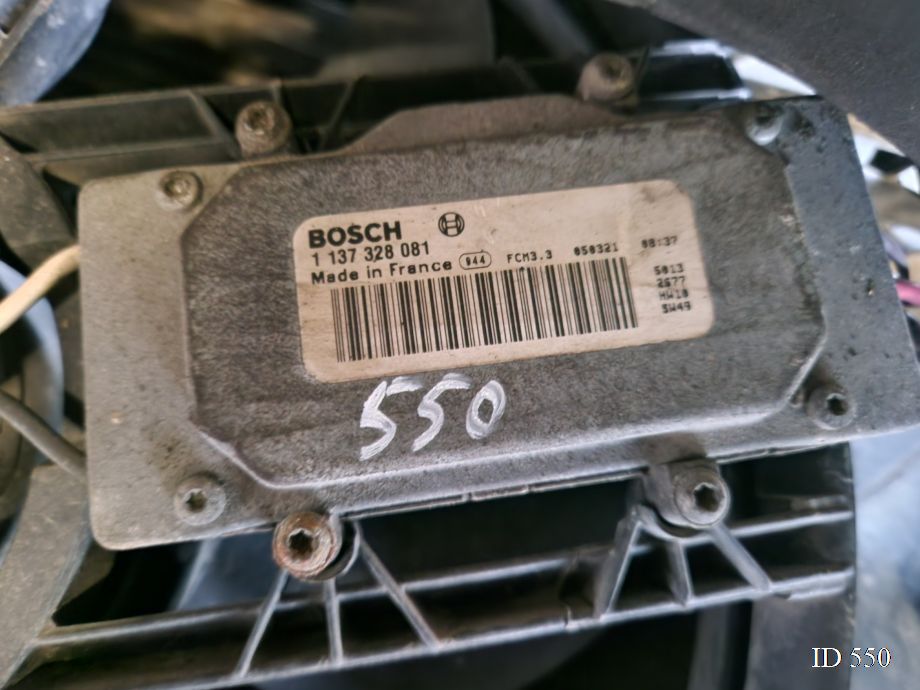 BOSCH
1 137 328 081
Made in France 944 FCM3.3 050321 08:37
5013
2677
HW10
SW49
550
ID 550